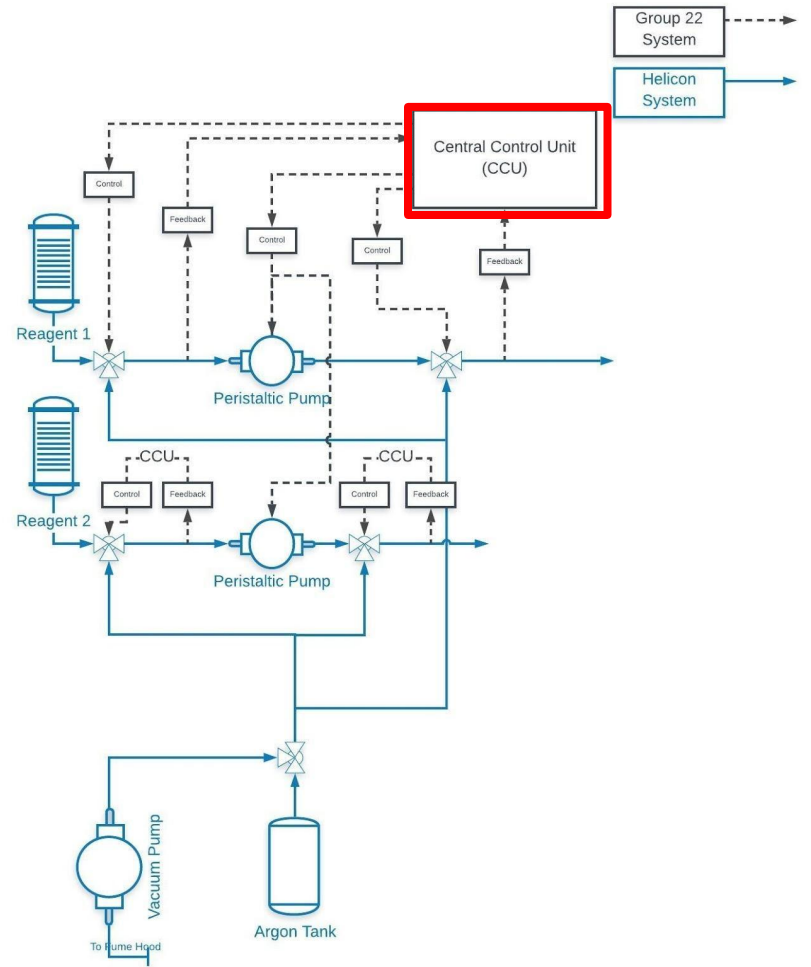 Group 22
System
Helicon
System
Central Control Unit
(CCU)
Control
Feedback
Control
Control
Feedback
Reagent 1
Peristaltic Pump
CCU
CCU
Control
Feedback
Control
Feedback
Reagent 2
Peristaltic Pump
Vacuum Pump
Argon Tank
To Fume Hood